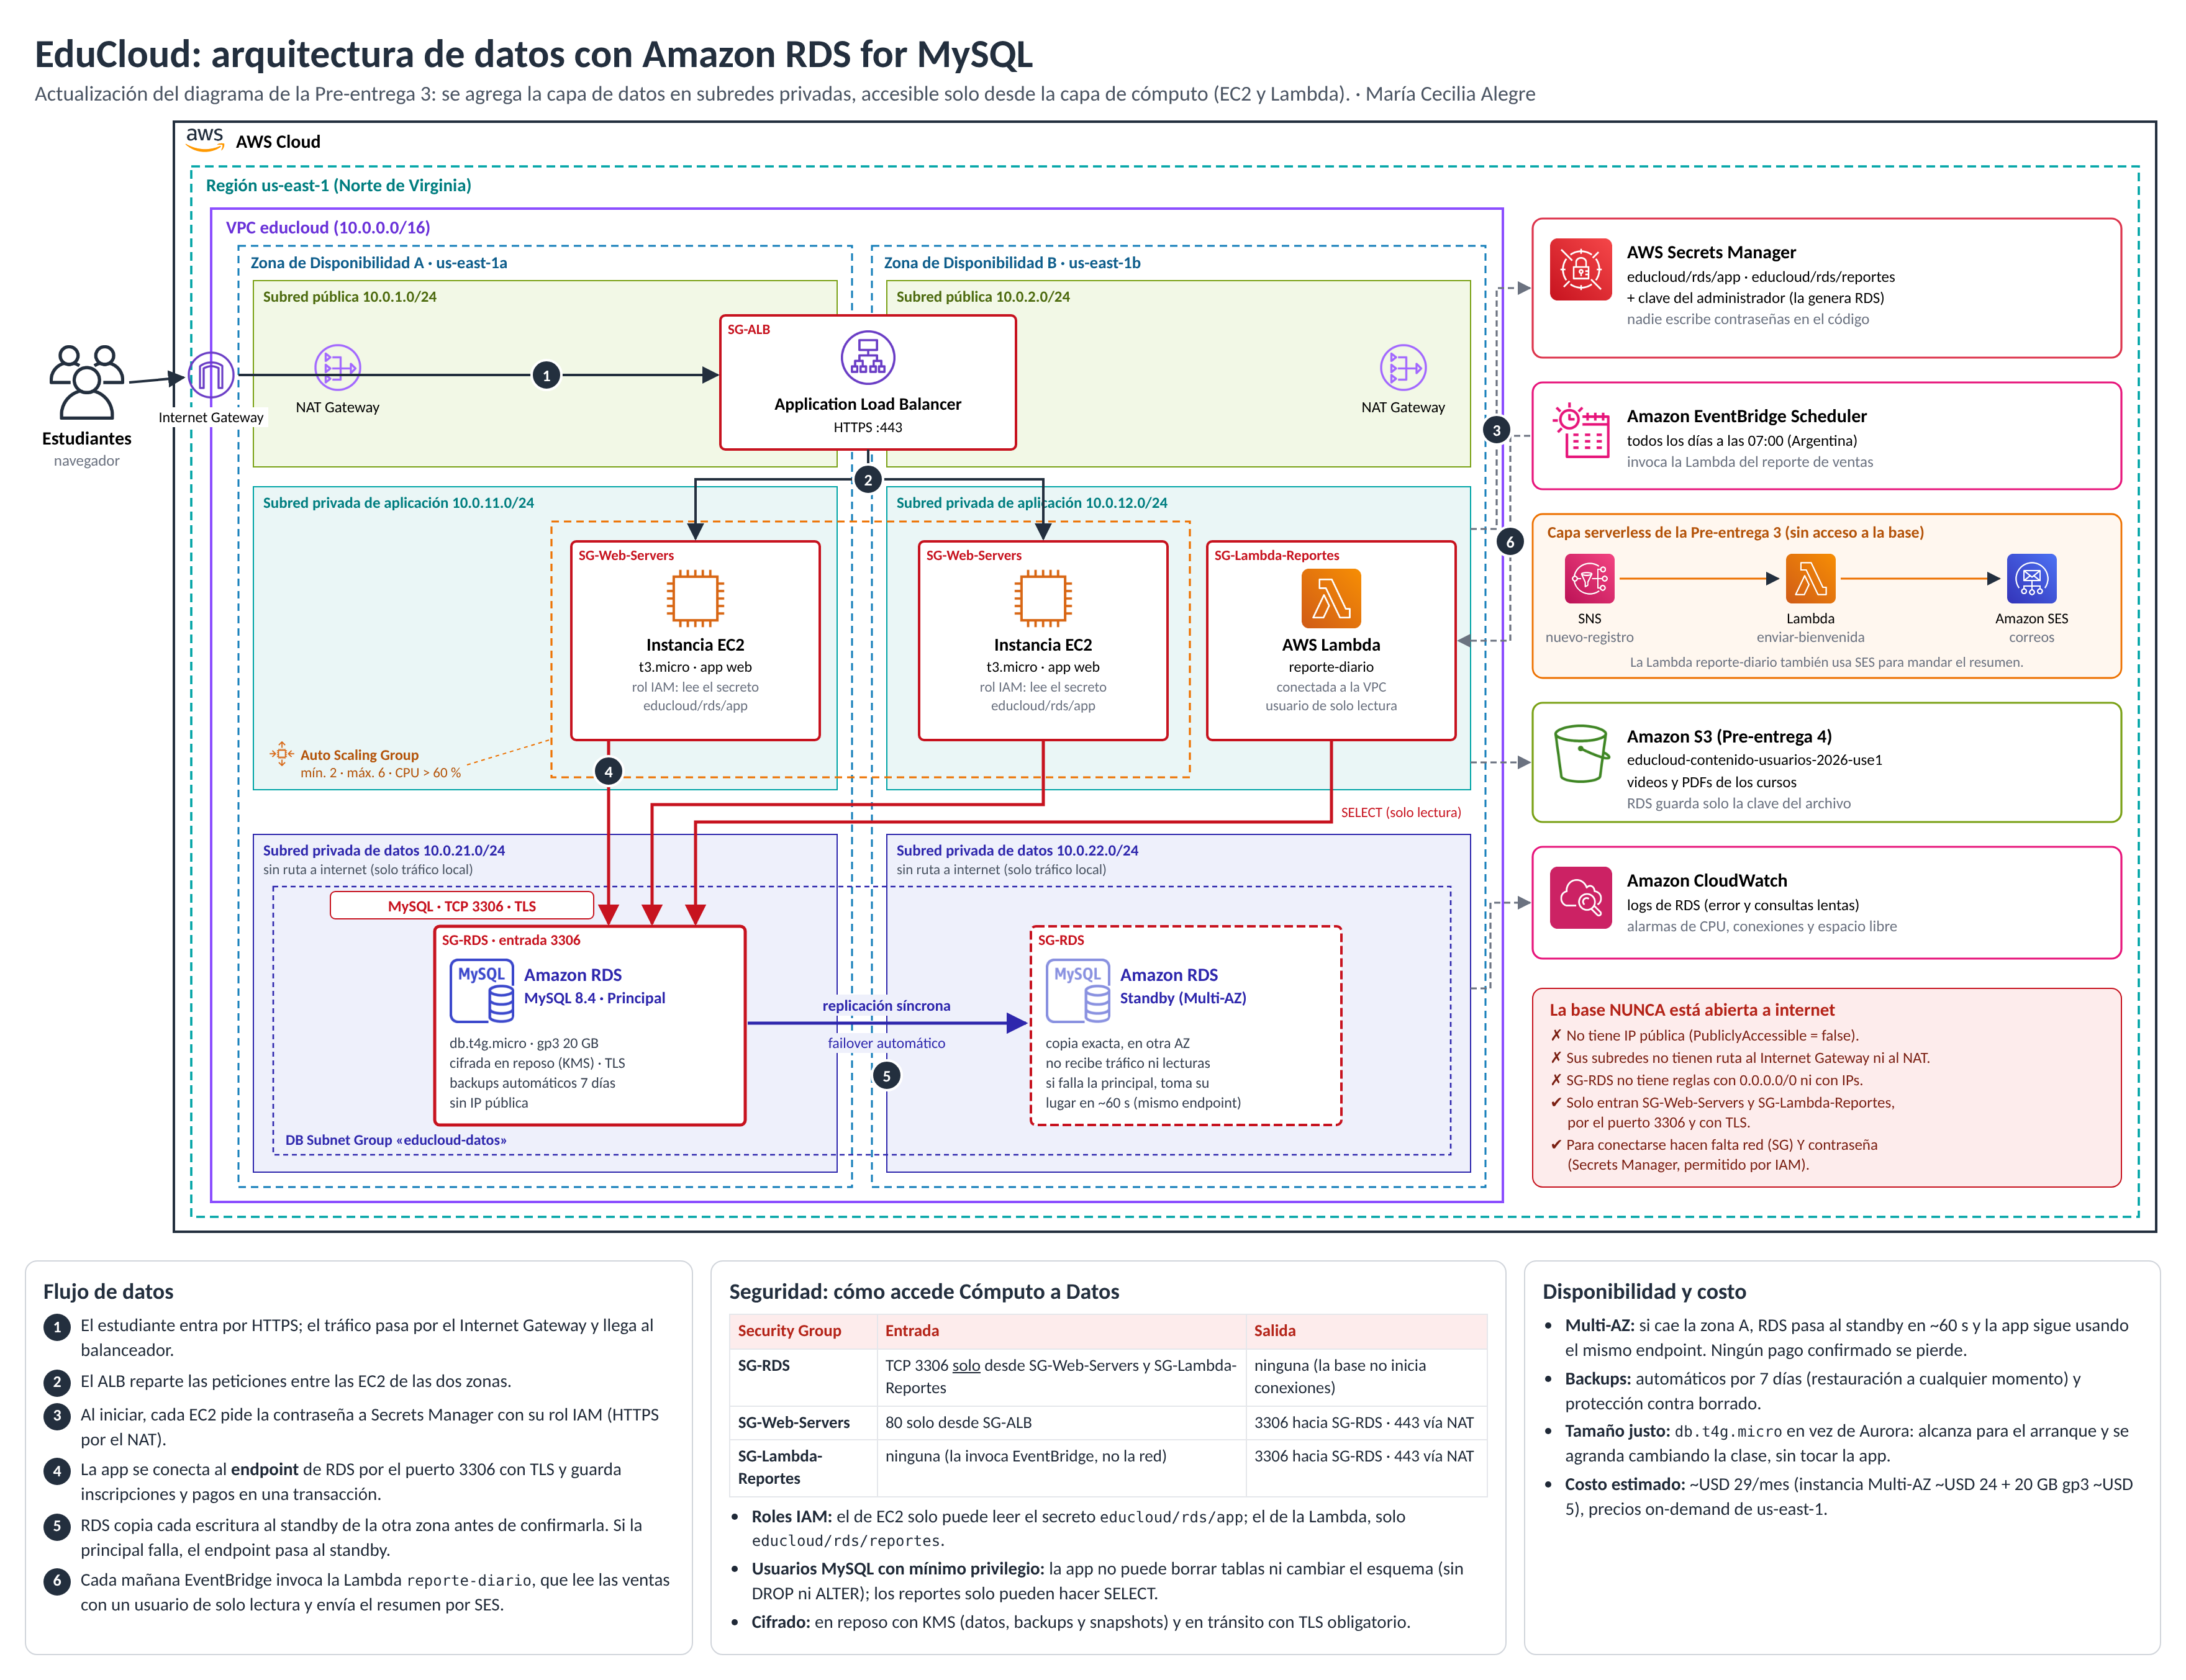 EduCloud: arquitectura de datos con Amazon RDS for MySQL
Actualización del diagrama de la Pre-entrega 3: se agrega la capa de datos en subredes privadas, accesible solo desde la capa de cómputo (EC2 y Lambda). · María Cecilia Alegre
aws
AWS Cloud
Región us-east-1 (Norte de Virginia)
VPC educloud (10.0.0.0/16)
Zona de Disponibilidad A · us-east-1a
Zona de Disponibilidad B · us-east-1b
Subred pública 10.0.1.0/24
Subred pública 10.0.2.0/24
Estudiantes
navegador
Internet Gateway
NAT Gateway
1
SG-ALB
Application Load Balancer
HTTPS :443
NAT Gateway
2
3
6
Subred privada de aplicación 10.0.11.0/24
Subred privada de aplicación 10.0.12.0/24
SG-Web-Servers
Instancia EC2
t3.micro · app web
rol IAM: lee el secreto
educloud/rds/app
SG-Web-Servers
Instancia EC2
t3.micro · app web
rol IAM: lee el secreto
educloud/rds/app
SG-Lambda-Reportes
AWS Lambda
reporte-diario
conectada a la VPC
usuario de solo lectura
Auto Scaling Group
mín. 2 · máx. 6 · CPU > 60 %
4
SELECT (solo lectura)
Subred privada de datos 10.0.21.0/24
sin ruta a internet (solo tráfico local)
Subred privada de datos 10.0.22.0/24
sin ruta a internet (solo tráfico local)
MySQL · TCP 3306 · TLS
SG-RDS · entrada 3306
MySQL
Amazon RDS
MySQL 8.4 · Principal
db.t4g.micro · gp3 20 GB
cifrada en reposo (KMS) · TLS
backups automáticos 7 días
sin IP pública
replicación síncrona
failover automático
5
SG-RDS
MySQL
Amazon RDS
Standby (Multi-AZ)
copia exacta, en otra AZ
no recibe tráfico ni lecturas
si falla la principal, toma su
lugar en ~60 s (mismo endpoint)
DB Subnet Group «educloud-datos»
AWS Secrets Manager
educloud/rds/app · educloud/rds/reportes
+ clave del administrador (la genera RDS)
nadie escribe contraseñas en el código
Amazon EventBridge Scheduler
todos los días a las 07:00 (Argentina)
invoca la Lambda del reporte de ventas
Capa serverless de la Pre-entrega 3 (sin acceso a la base)
SNS
nuevo-registro
Lambda
enviar-bienvenida
Amazon SES
correos
La Lambda reporte-diario también usa SES para mandar el resumen.
Amazon S3 (Pre-entrega 4)
educloud-contenido-usuarios-2026-use1
videos y PDFs de los cursos
RDS guarda solo la clave del archivo
Amazon CloudWatch
logs de RDS (error y consultas lentas)
alarmas de CPU, conexiones y espacio libre
La base NUNCA está abierta a internet
✗ No tiene IP pública (PubliclyAccessible = false).
✗ Sus subredes no tienen ruta al Internet Gateway ni al NAT.
✗ SG-RDS no tiene reglas con 0.0.0.0/0 ni con IPs.
✔ Solo entran SG-Web-Servers y SG-Lambda-Reportes,
por el puerto 3306 y con TLS.
✔ Para conectarse hacen falta red (SG) Y contraseña
(Secrets Manager, permitido por IAM).
Flujo de datos
1 El estudiante entra por HTTPS; el tráfico pasa por el Internet Gateway y llega al
balanceador.
2 El ALB reparte las peticiones entre las EC2 de las dos zonas.
3 Al iniciar, cada EC2 pide la contraseña a Secrets Manager con su rol IAM (HTTPS
por el NAT).
4 La app se conecta al endpoint de RDS por el puerto 3306 con TLS y guarda
inscripciones y pagos en una transacción.
5 RDS copia cada escritura al standby de la otra zona antes de confirmarla. Si la
principal falla, el endpoint pasa al standby.
6 Cada mañana EventBridge invoca la Lambda reporte-diario, que lee las ventas
con un usuario de solo lectura y envía el resumen por SES.
Seguridad: cómo accede Cómputo a Datos
Security Group Entrada Salida
SG-RDS TCP 3306 solo desde SG-Web-Servers y SG-Lambda- ninguna (la base no inicia
Reportes conexiones)
SG-Web-Servers 80 solo desde SG-ALB 3306 hacia SG-RDS · 443 vía NAT
SG-Lambda- ninguna (la invoca EventBridge, no la red) 3306 hacia SG-RDS · 443 vía NAT
Reportes
• Roles IAM: el de EC2 solo puede leer el secreto educloud/rds/app; el de la Lambda, solo
educloud/rds/reportes.
• Usuarios MySQL con mínimo privilegio: la app no puede borrar tablas ni cambiar el esquema (sin
DROP ni ALTER); los reportes solo pueden hacer SELECT.
• Cifrado: en reposo con KMS (datos, backups y snapshots) y en tránsito con TLS obligatorio.
Disponibilidad y costo
• Multi-AZ: si cae la zona A, RDS pasa al standby en ~60 s y la app sigue usando
el mismo endpoint. Ningún pago confirmado se pierde.
• Backups: automáticos por 7 días (restauración a cualquier momento) y
protección contra borrado.
• Tamaño justo: db.t4g.micro en vez de Aurora: alcanza para el arranque y se
agranda cambiando la clase, sin tocar la app.
• Costo estimado: ~USD 29/mes (instancia Multi-AZ ~USD 24 + 20 GB gp3 ~USD
5), precios on-demand de us-east-1.